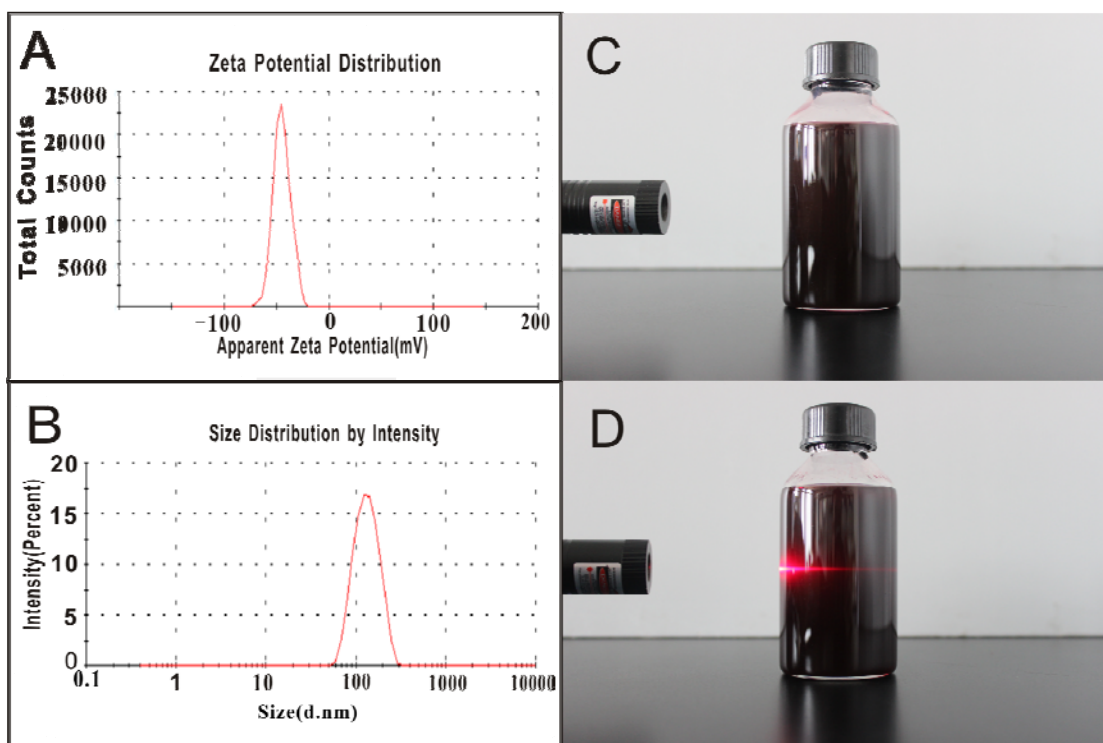 A
Zeta Potential Distribution
Total Counts
25000
20000
15000
10000
5000
−100
0
100
200
Apparent Zeta Potential(mV)
B
Size Distribution by Intensity
Intensity(Percent)
20
15
10
5
0
0.1
1
10
100
1000
10000
Size(d.nm)
C
D